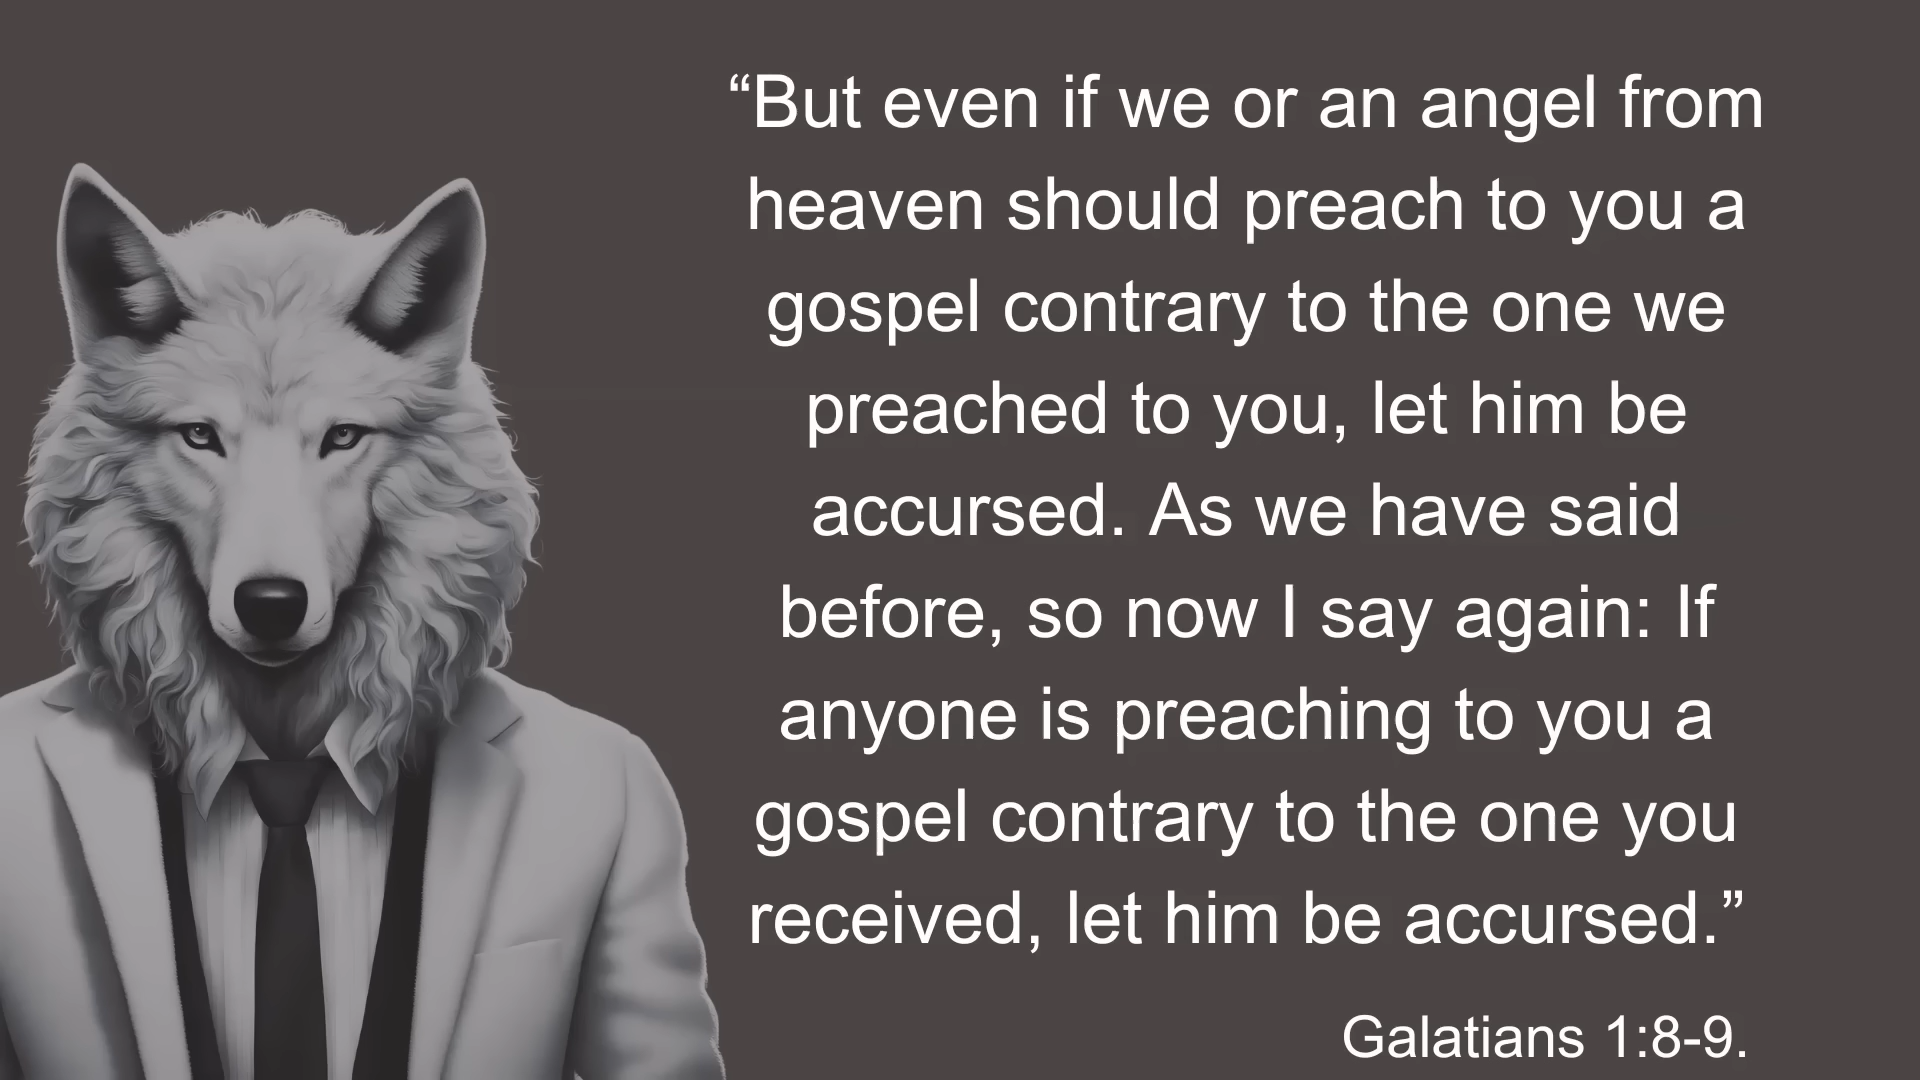 “But even if we or an angel from
heaven should preach to you a
gospel contrary to the one we
preached to you, let him be
accursed. As we have said
before, so now I say again: If
anyone is preaching to you a
gospel contrary to the one you
received, let him be accursed.”
Galatians 1:8-9.